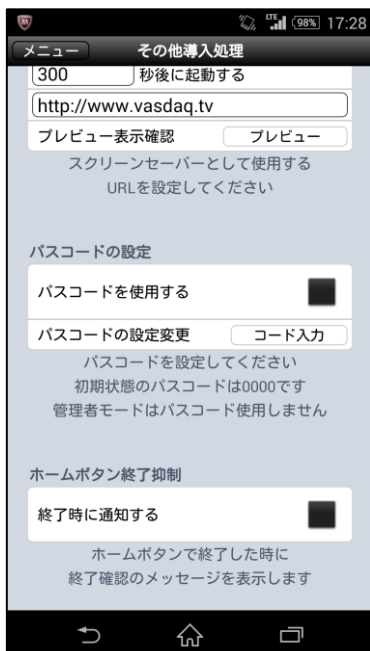 LTE 98% 17:28
メニュー その他導入処理
300 秒後に起動する
http://www.vasdaq.tv
プレビュー表示確認 プレビュー
スクリーンセーバーとして使用する
URLを設定してください
パスコードの設定
パスコードを使用する
パスコードの設定変更 コード入力
パスコードを設定してください
初期状態のパスコードは0000です
管理者モードはパスコード使用しません
ホームボタン終了抑制
終了時に通知する
ホームボタンで終了した時に
終了確認のメッセージを表示します